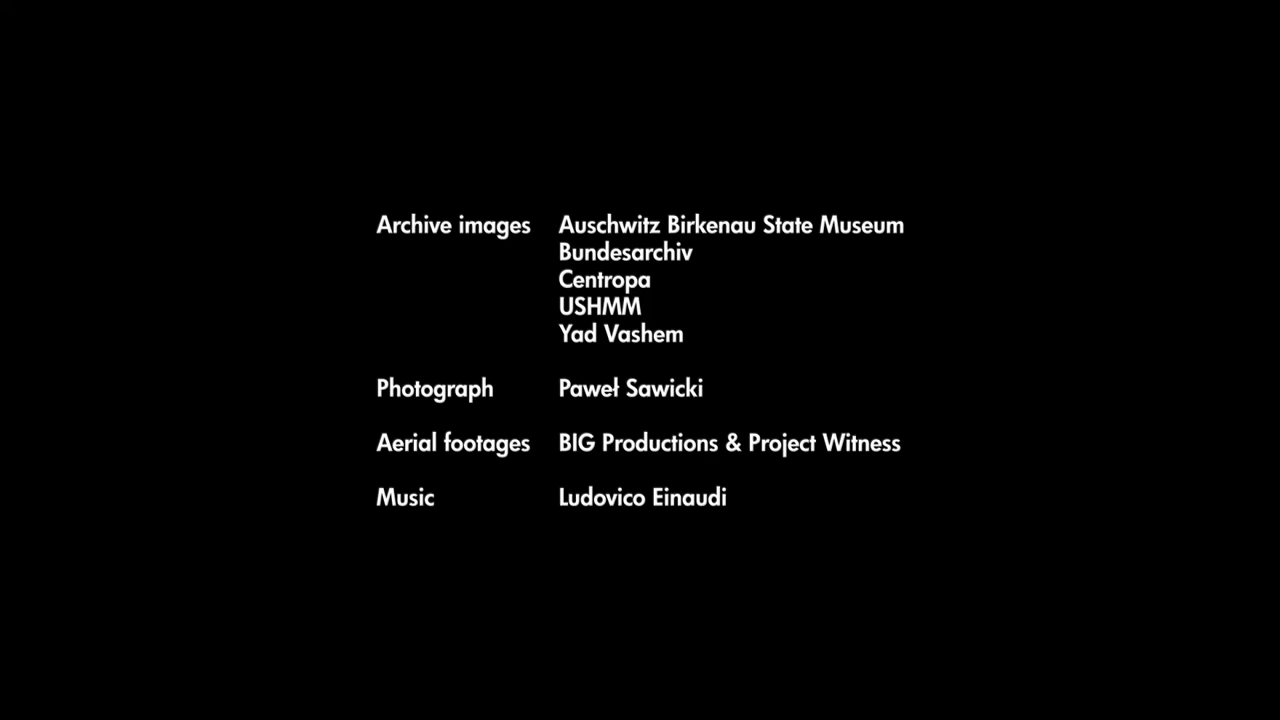 Archive images Auschwitz Birkenau State Museum
Bundesarchiv
Centropa
USHMM
Yad Vashem
Photograph Paweł Sawicki
Aerial footages BIG Productions & Project Witness
Music Ludovico Einaudi